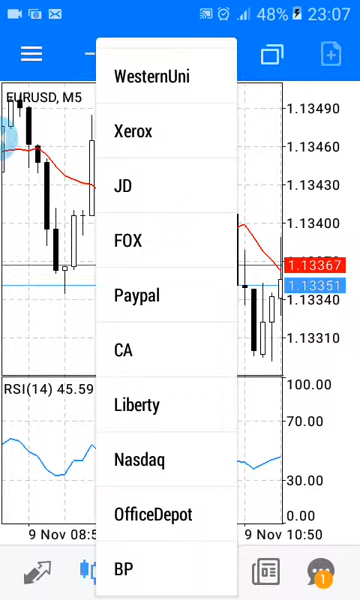 48% 23:07
EURUSD, M5
1.13490
1.13460
1.13430
1.13400
1.13367
1.13351
1.13340
1.13310
WesternUni
Xerox
JD
FOX
Paypal
CA
Liberty
Nasdaq
OfficeDepot
BP
RSI(14) 45.59
100.00
70.00
30.00
0.00
9 Nov 08:5
9 Nov 10:50
1